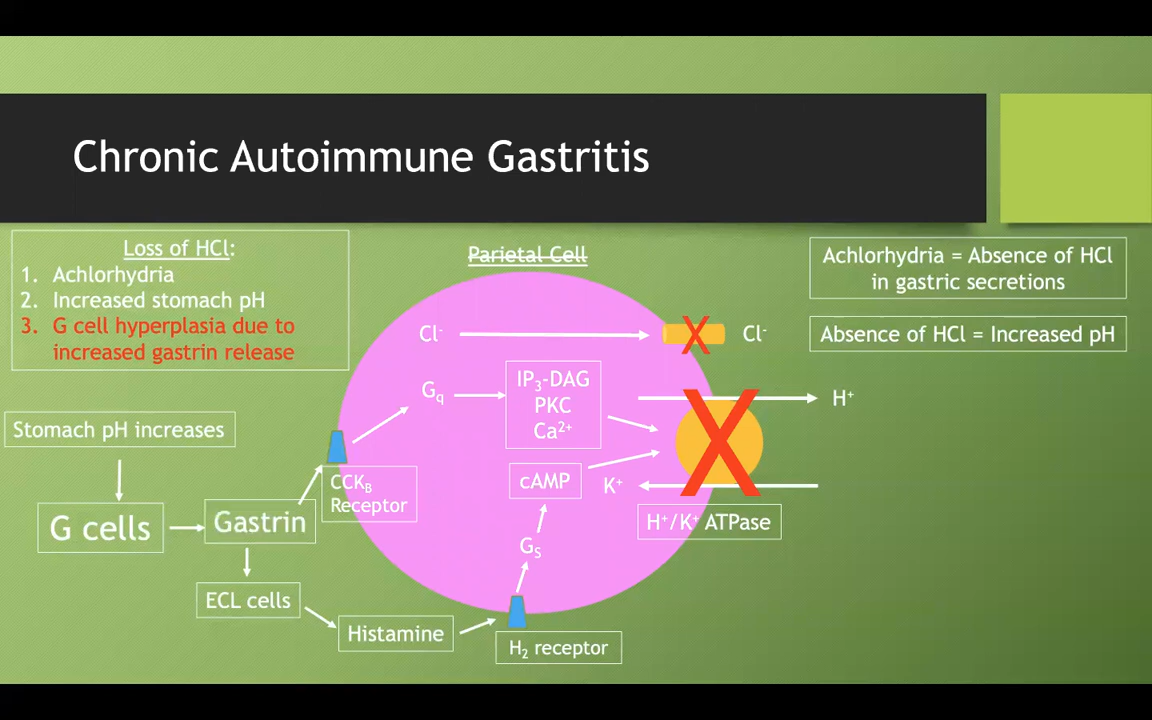 Chronic Autoimmune Gastritis
Loss of HCl:
1. Achlorhydria
2. Increased stomach pH
3. G cell hyperplasia due to
increased gastrin release
Parietal Cell
Achlorhydria = Absence of HCl
in gastric secretions
Absence of HCl = Increased pH
Cl⁻
X
Cl⁻
Gq
IP₃-DAG
PKC
Ca²⁺
H⁺
X
Stomach pH increases
CCK_B
Receptor
cAMP
K⁺
G cells
Gastrin
H⁺/K⁺ ATPase
Gₛ
ECL cells
Histamine
H₂ receptor